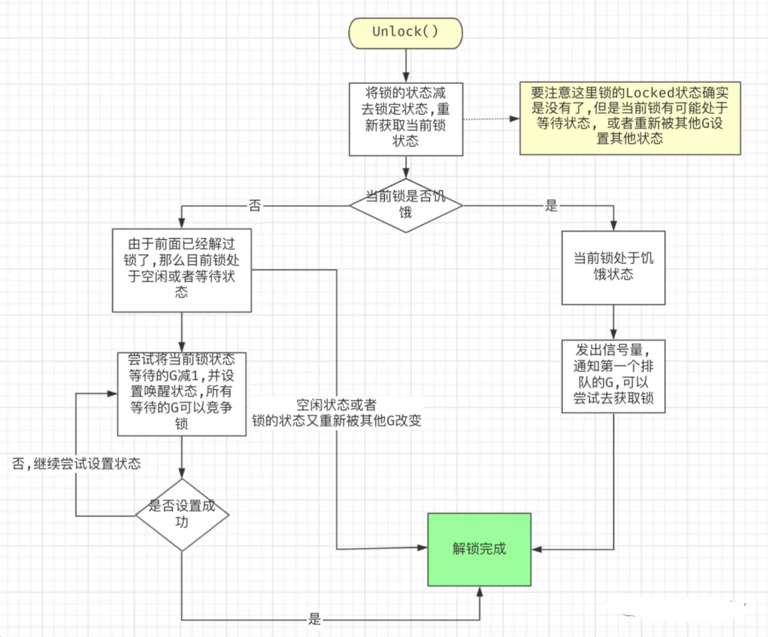 Unlock()
将锁的状态减
去锁定状态,重
新获取当前锁
状态
要注意这里锁的Locked状态确实
是没有了,但是当前锁有可能处于
等待状态, 或者重新被其他G设
置其他状态
当前锁是否饥
饿
否
是
由于前面已经解过
锁了,那么目前锁处
于空闲或者等待状
态
当前锁处于饥
饿状态
尝试将当前锁状态
等待的G减1,并设
置唤醒状态,所有
等待的G可以竞争
锁
发出信号量,
通知第一个排
队的G,可以
尝试去获取锁
空闲状态或者
锁的状态又重新被其他G改变
否,继续尝试设置状态
是否设置成
功
解锁完成
是